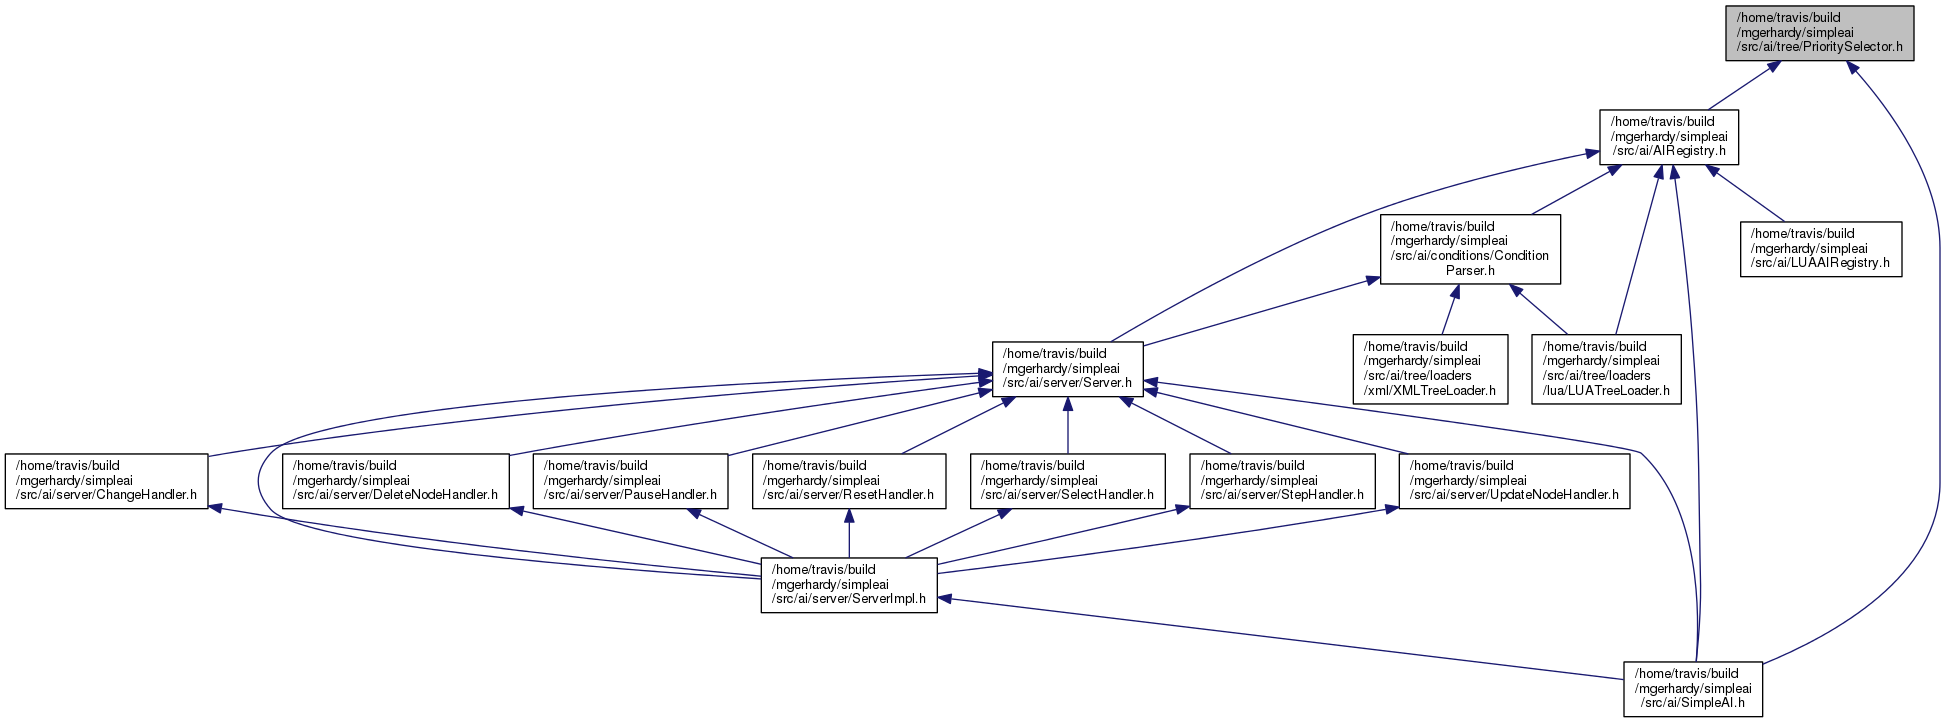 /home/travis/build
/mgerhardy/simpleai
/src/ai/tree/PrioritySelector.h
/home/travis/build
/mgerhardy/simpleai
/src/ai/AIRegistry.h
/home/travis/build
/mgerhardy/simpleai
/src/ai/conditions/Condition
Parser.h
/home/travis/build
/mgerhardy/simpleai
/src/ai/LUAAIRegistry.h
/home/travis/build
/mgerhardy/simpleai
/src/ai/server/Server.h
/home/travis/build
/mgerhardy/simpleai
/src/ai/tree/loaders
/xml/XMLTreeLoader.h
/home/travis/build
/mgerhardy/simpleai
/src/ai/tree/loaders
/lua/LUATreeLoader.h
/home/travis/build
/mgerhardy/simpleai
/src/ai/server/ChangeHandler.h
/home/travis/build
/mgerhardy/simpleai
/src/ai/server/DeleteNodeHandler.h
/home/travis/build
/mgerhardy/simpleai
/src/ai/server/PauseHandler.h
/home/travis/build
/mgerhardy/simpleai
/src/ai/server/ResetHandler.h
/home/travis/build
/mgerhardy/simpleai
/src/ai/server/SelectHandler.h
/home/travis/build
/mgerhardy/simpleai
/src/ai/server/StepHandler.h
/home/travis/build
/mgerhardy/simpleai
/src/ai/server/UpdateNodeHandler.h
/home/travis/build
/mgerhardy/simpleai
/src/ai/server/ServerImpl.h
/home/travis/build
/mgerhardy/simpleai
/src/ai/SimpleAI.h